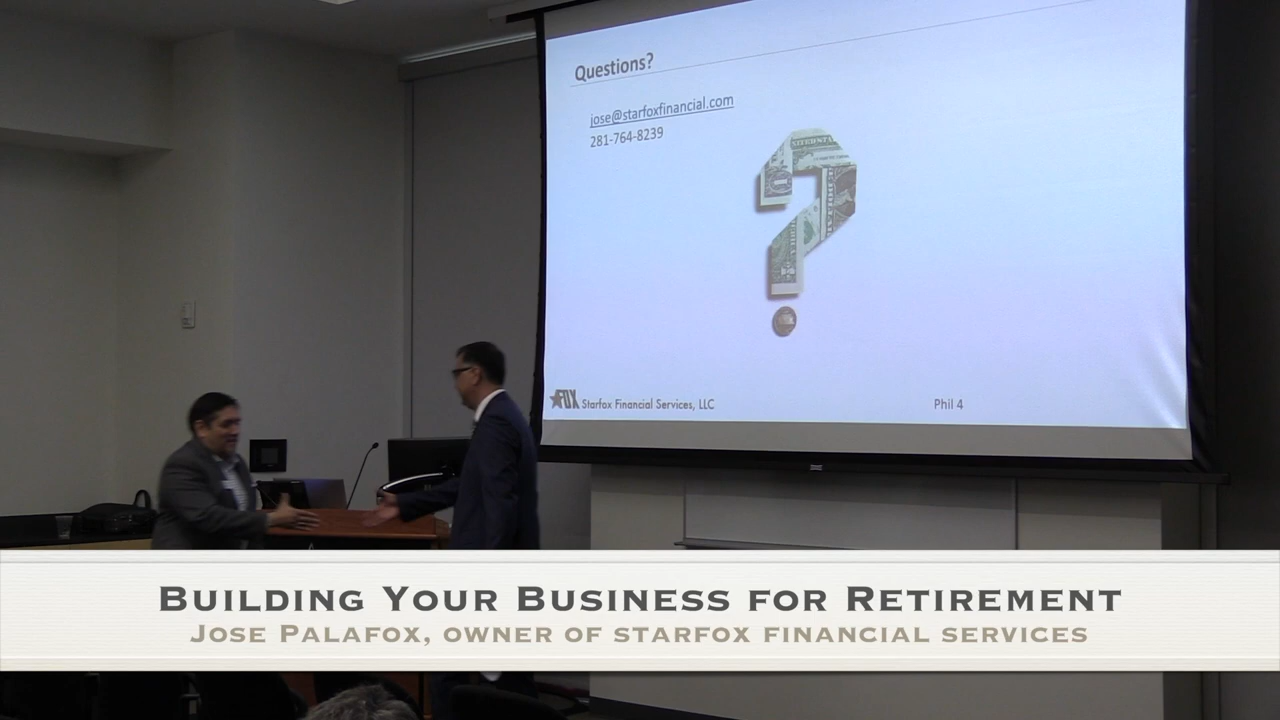 Questions?
jose@starfoxfinancial.com
281-764-8239
FOX Starfox Financial Services, LLC
Phil 4
Building Your Business for Retirement
Jose Palafox, owner of starfox financial services